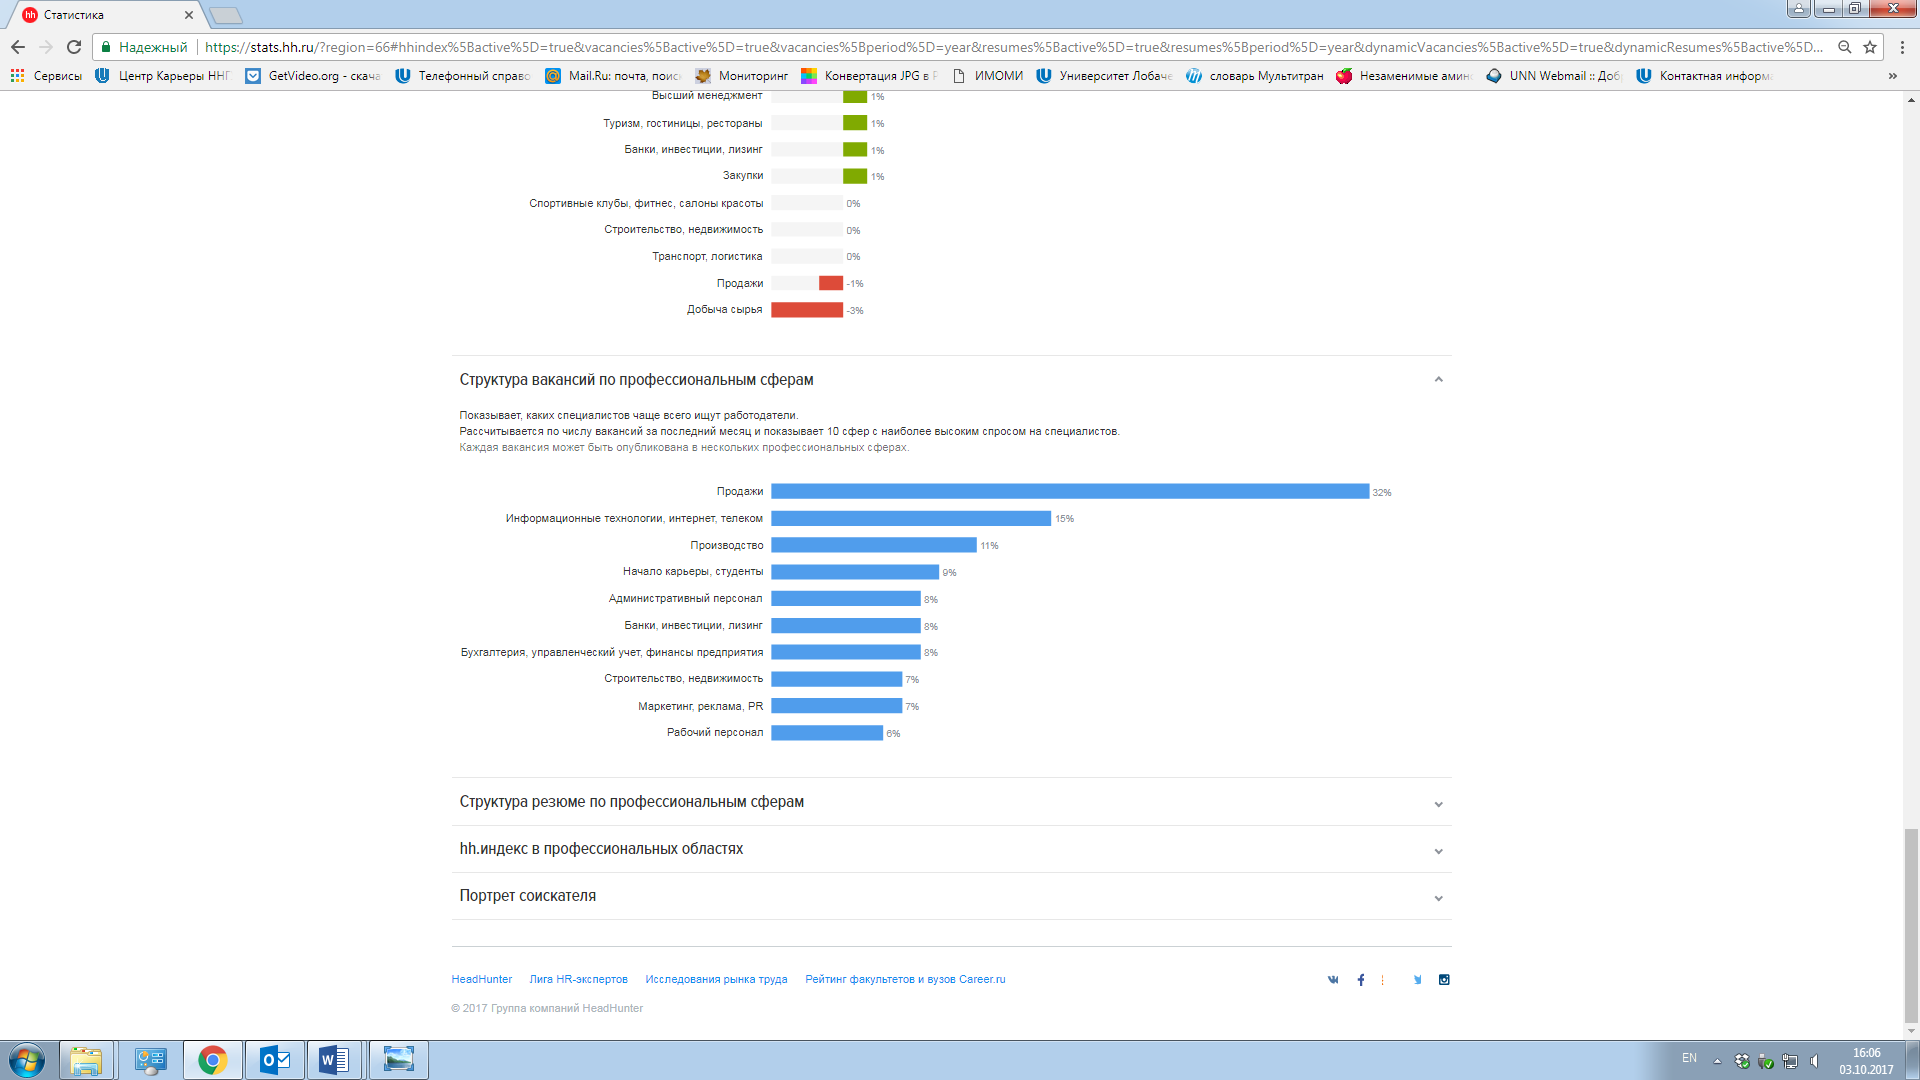 Статистика
Надежный https://stats.hh.ru/?region=66#hhindex%5Bactive%5D=true&vacancies%5Bactive%5D=true&vacancies%5Bperiod%5D=year&resumes%5Bactive%5D=true&resumes%5Bperiod%5D=year&dynamicVacancies%5Bactive%5D=true&dynamicResumes%5Bactive%5D...
Сервисы Центр Карьеры ННГ GetVideo.org - скача Телефонный справо Mail.Ru: почта, поиск Мониторинг Конвертация JPG в P ИМОМИ Университет Лобаче словарь Мультитран Незаменимые амин UNN Webmail :: Доб Контактная информа »
Высший менеджмент 1%
Туризм, гостиницы, рестораны 1%
Банки, инвестиции, лизинг 1%
Закупки 1%
Спортивные клубы, фитнес, салоны красоты 0%
Строительство, недвижимость 0%
Транспорт, логистика 0%
Продажи -1%
Добыча сырья -3%
Структура вакансий по профессиональным сферам
Показывает, каких специалистов чаще всего ищут работодатели.
Рассчитывается по числу вакансий за последний месяц и показывает 10 сфер с наиболее высоким спросом на специалистов.
Каждая вакансия может быть опубликована в нескольких профессиональных сферах.
Продажи 32%
Информационные технологии, интернет, телеком 15%
Производство 11%
Начало карьеры, студенты 9%
Административный персонал 8%
Банки, инвестиции, лизинг 8%
Бухгалтерия, управленческий учет, финансы предприятия 8%
Строительство, недвижимость 7%
Маркетинг, реклама, PR 7%
Рабочий персонал 6%
Структура резюме по профессиональным сферам
hh.индекс в профессиональных областях
Портрет соискателя
HeadHunter Лига HR-экспертов Исследования рынка труда Рейтинг факультетов и вузов Career.ru
© 2017 Группа компаний HeadHunter
EN 16:06
03.10.2017